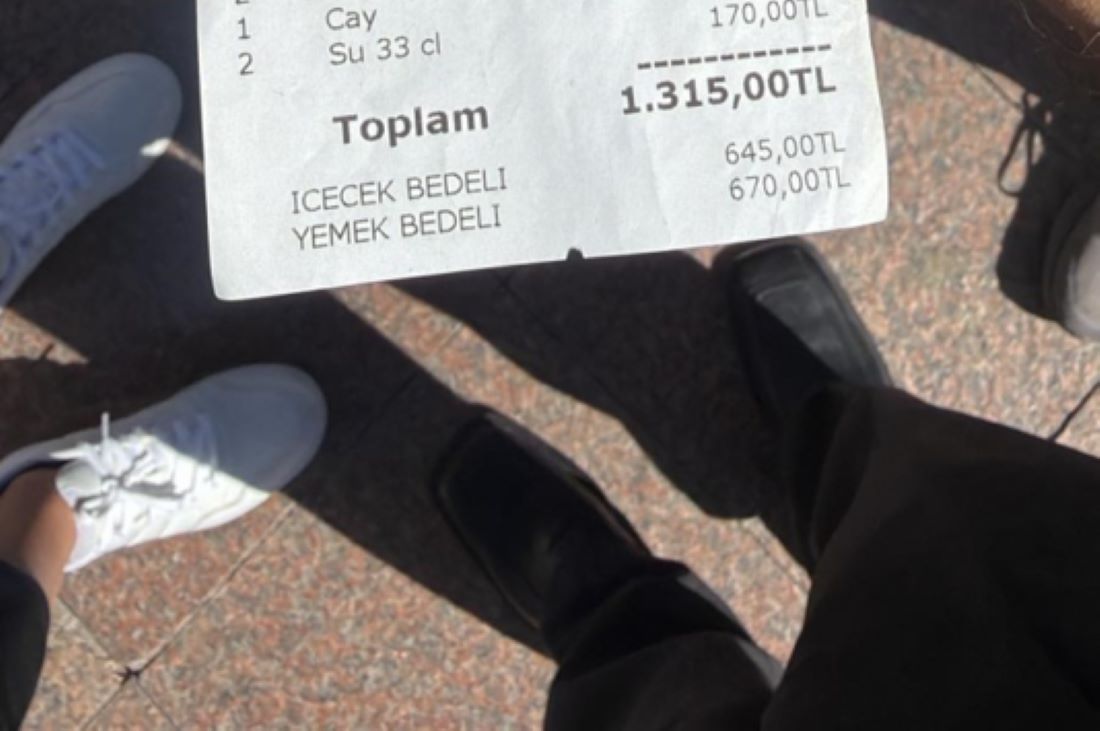 1 Cay
2 Su 33 cl 170,00TL
------------
Toplam 1.315,00TL
ICECEK BEDELI 645,00TL
YEMEK BEDELI 670,00TL